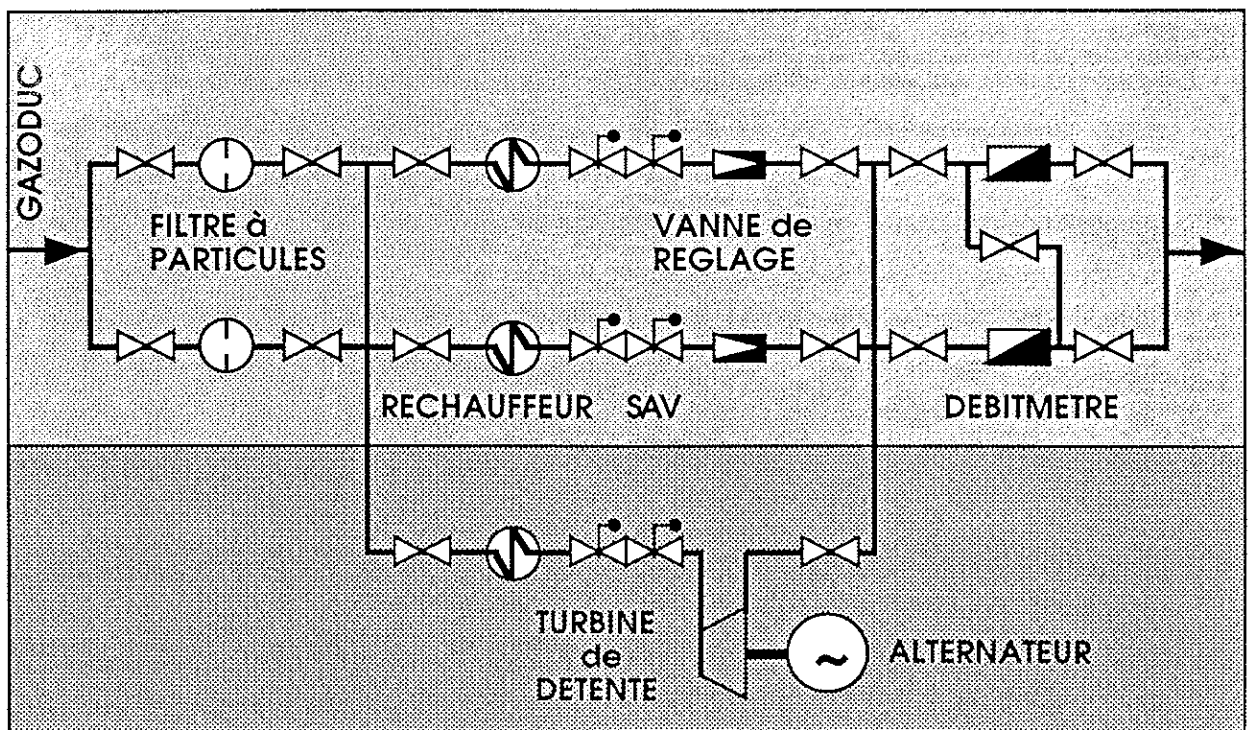 GAZODUC
FILTRE à
PARTICULES
VANNE de
REGLAGE
RECHAUFFEUR SAV
DEBITMETRE
TURBINE
de
DETENTE
ALTERNATEUR
~